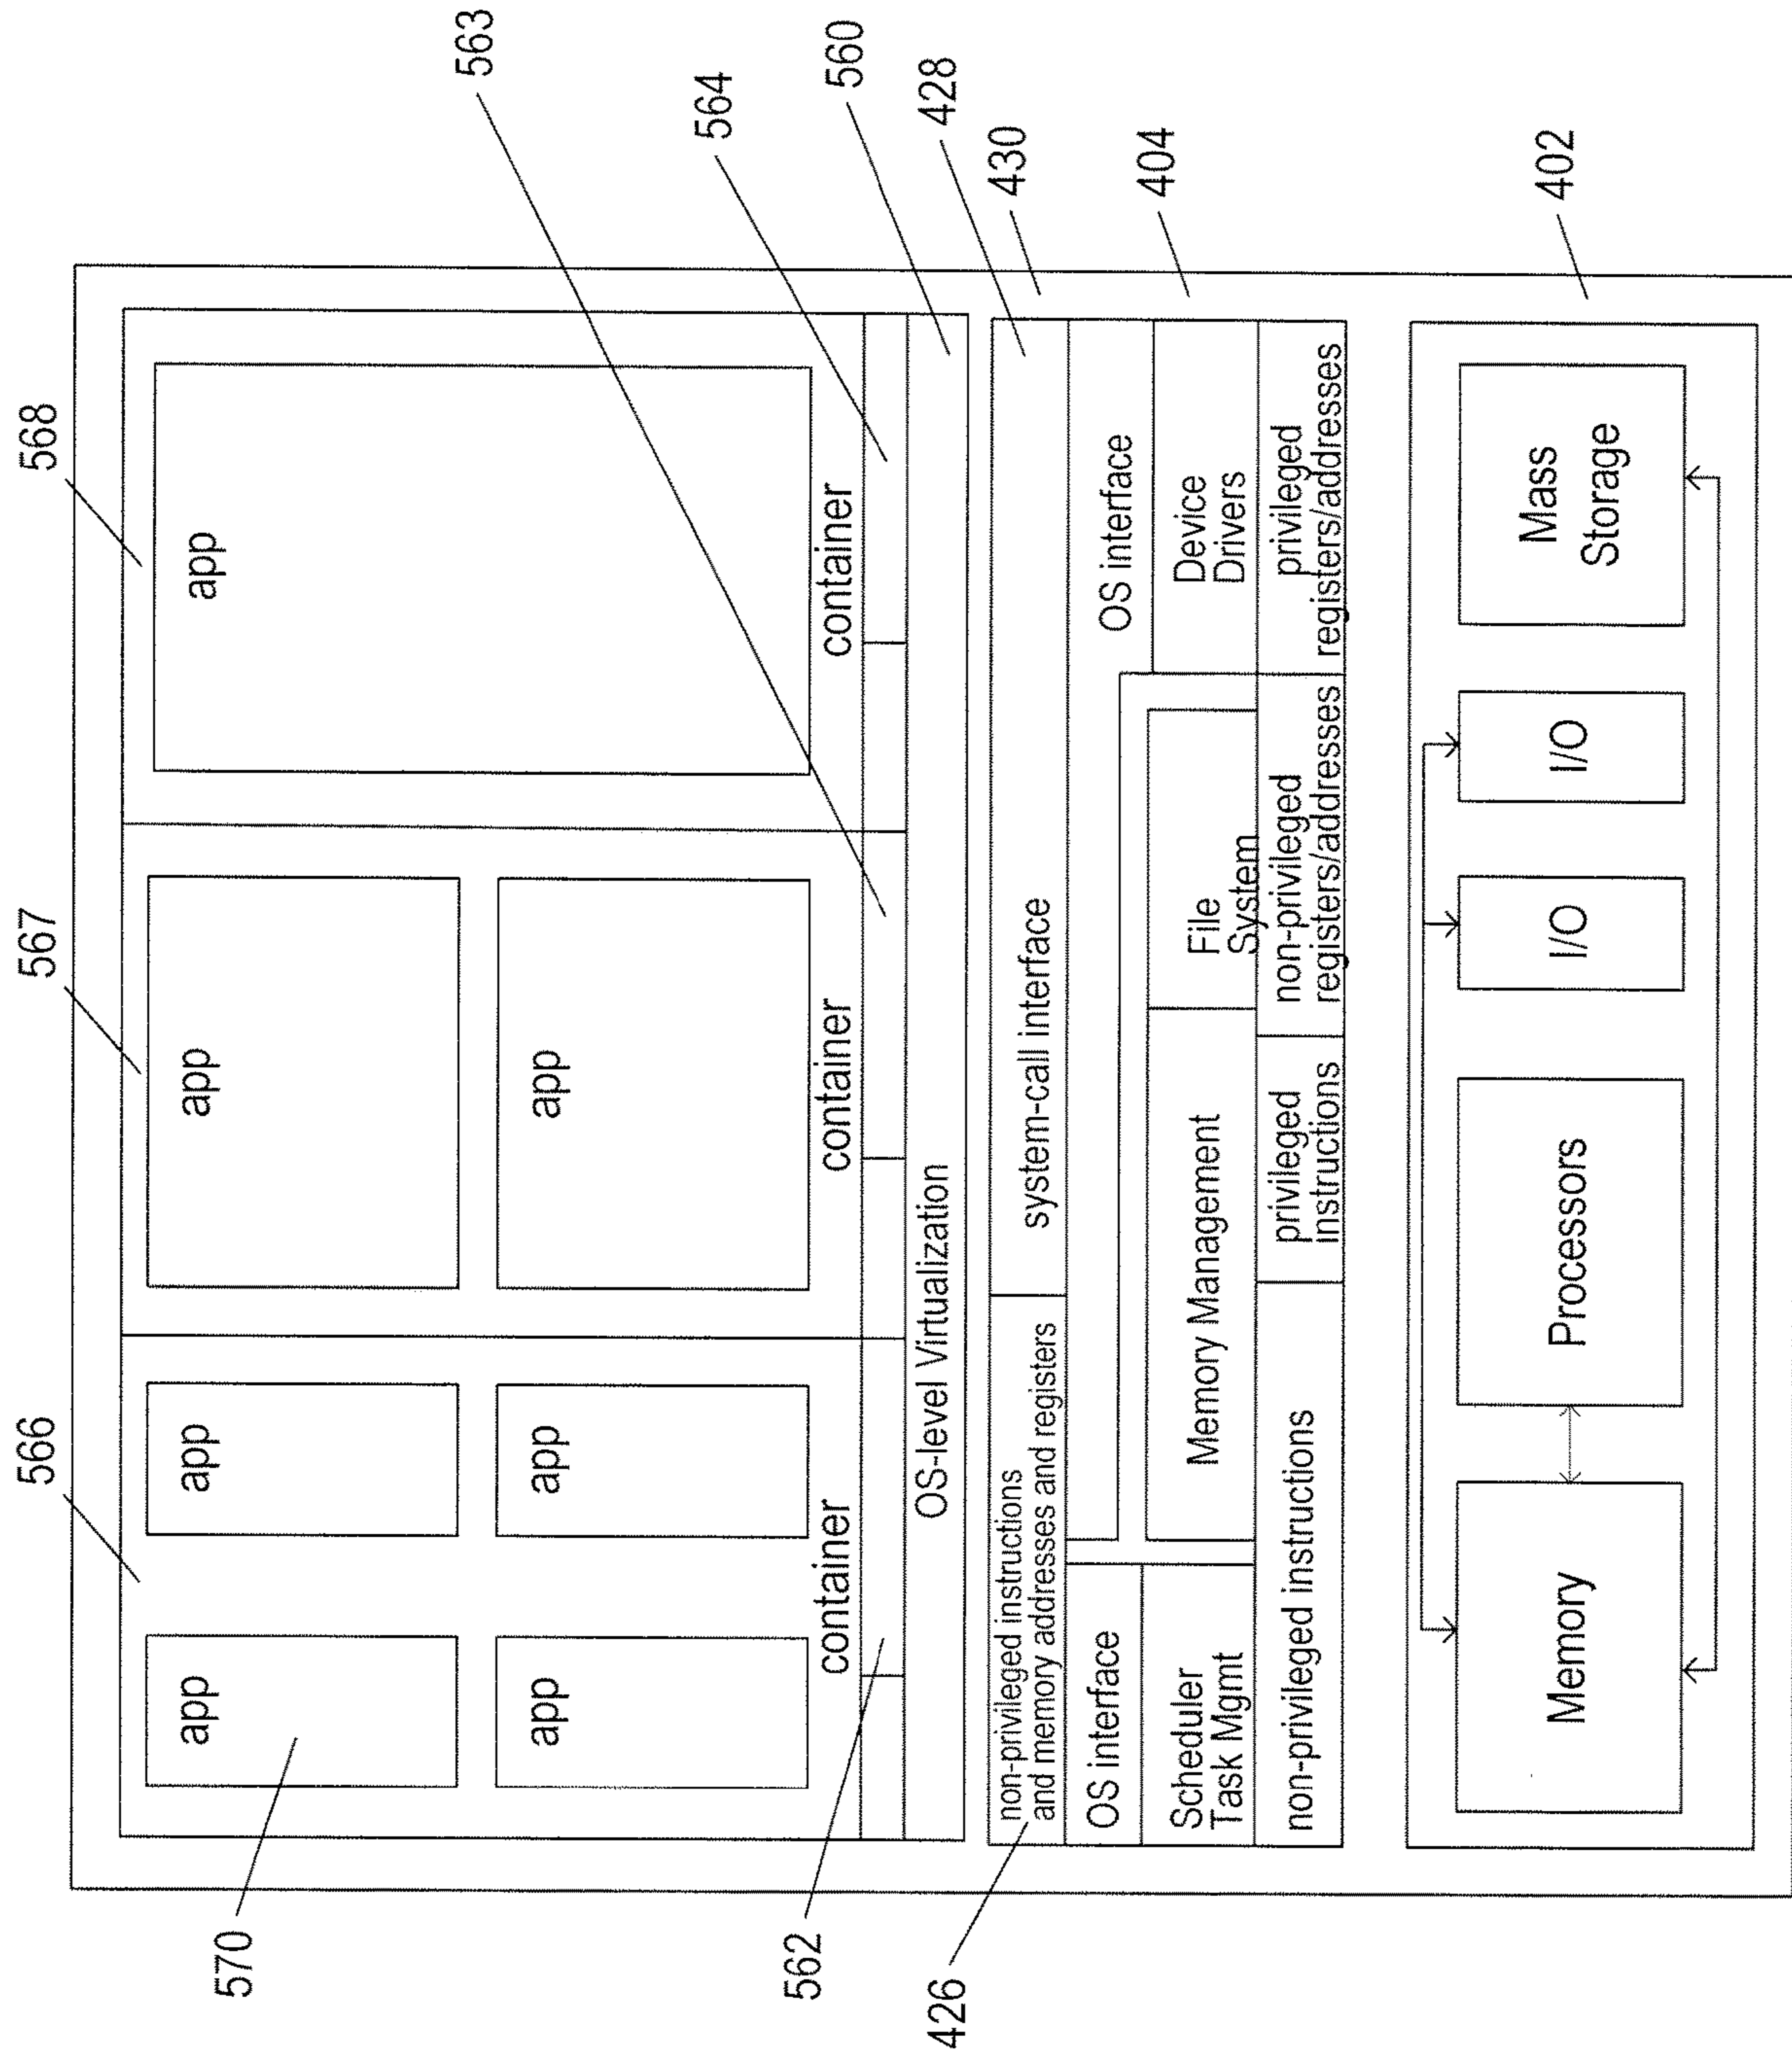 566
567
568
563
564
560
428
430
404
402
570
562
426
app
app
app
app
app
app
app
container
container
container
OS-level Virtualization
non-privileged instructions
and memory addresses and registers
system-call interface
OS interface
OS interface
Scheduler
Task Mgmt
Memory Management
File
System
Device
Drivers
non-privileged instructions
privileged
instructions
non-privileged
registers/addresses
privileged
registers/addresses
Memory
Processors
I/O
I/O
Mass
Storage